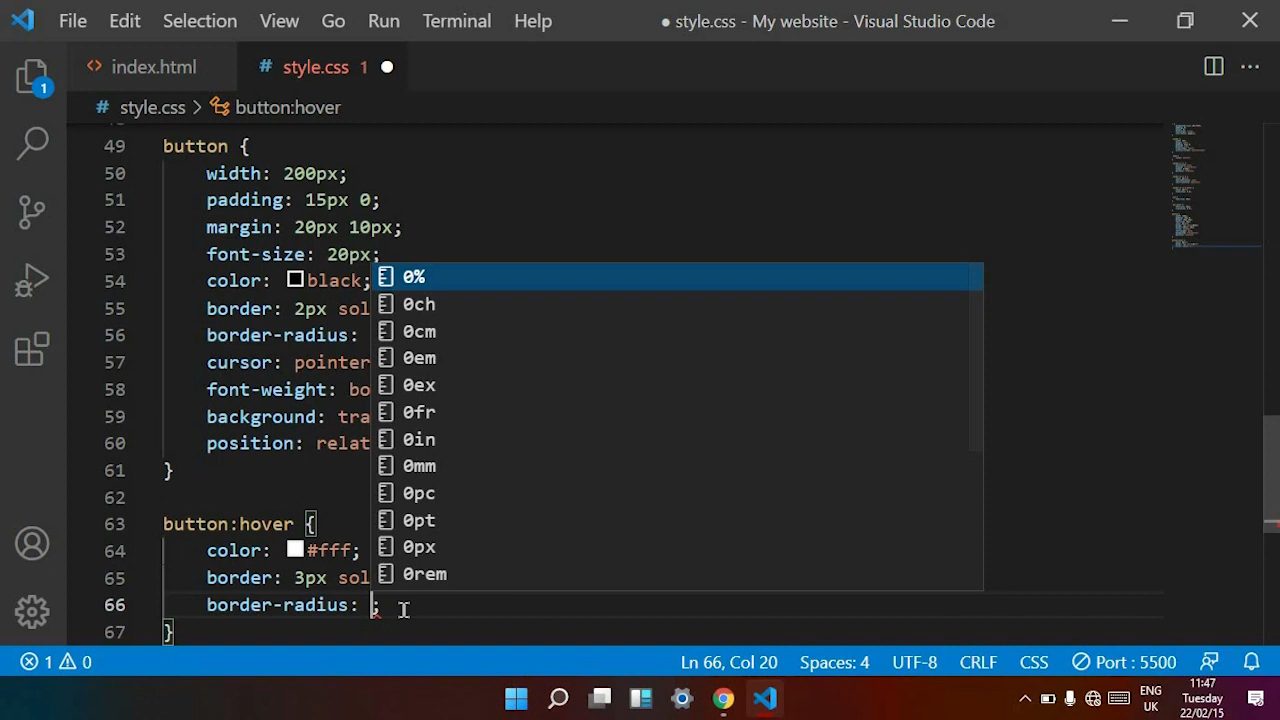 File Edit Selection View Go Run Terminal Help ● style.css - My website - Visual Studio Code
<> index.html # style.css 1 ●
1 # style.css > button:hover
49 button {
50 width: 200px;
51 padding: 15px 0;
52 margin: 20px 10px;
53 font-size: 20px;
54 color: black;
55 border: 2px sol
56 border-radius:
57 cursor: pointer
58 font-weight: bo
59 background: tra
60 position: relat
61 }
62
63 button:hover {
64 color: #fff;
65 border: 3px sol
66 border-radius: ;
67 }
0%
0ch
0cm
0em
0ex
0fr
0in
0mm
0pc
0pt
0px
0rem
1 0 Ln 66, Col 20 Spaces: 4 UTF-8 CRLF CSS Port : 5500
ENG UK
11:47
Tuesday
22/02/15